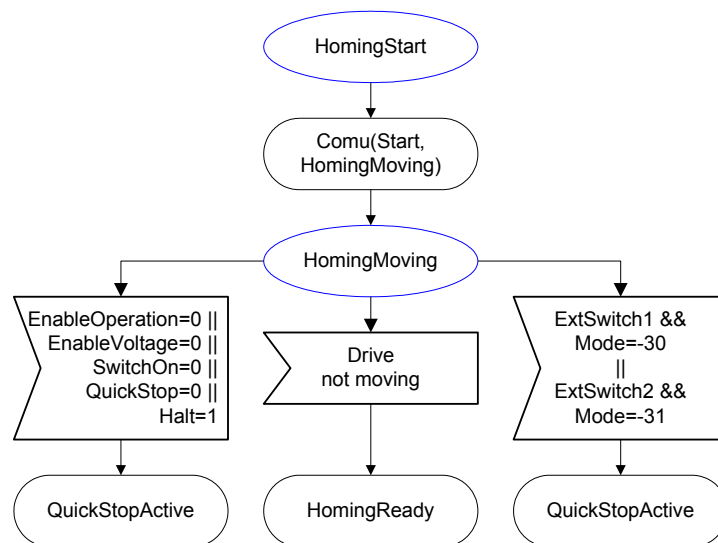 HomingStart
Comu(Start,
HomingMoving)
HomingMoving
EnableOperation=0 ||
EnableVoltage=0 ||
SwitchOn=0 ||
QuickStop=0 ||
Halt=1
Drive
not moving
ExtSwitch1 &&
Mode=-30
||
ExtSwitch2 &&
Mode=-31
QuickStopActive
HomingReady
QuickStopActive